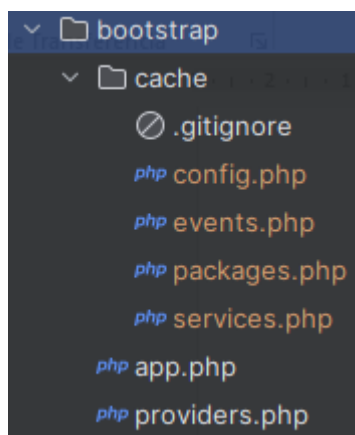 bootstrap
cache
.gitignore
php config.php
php events.php
php packages.php
php services.php
php app.php
php providers.php